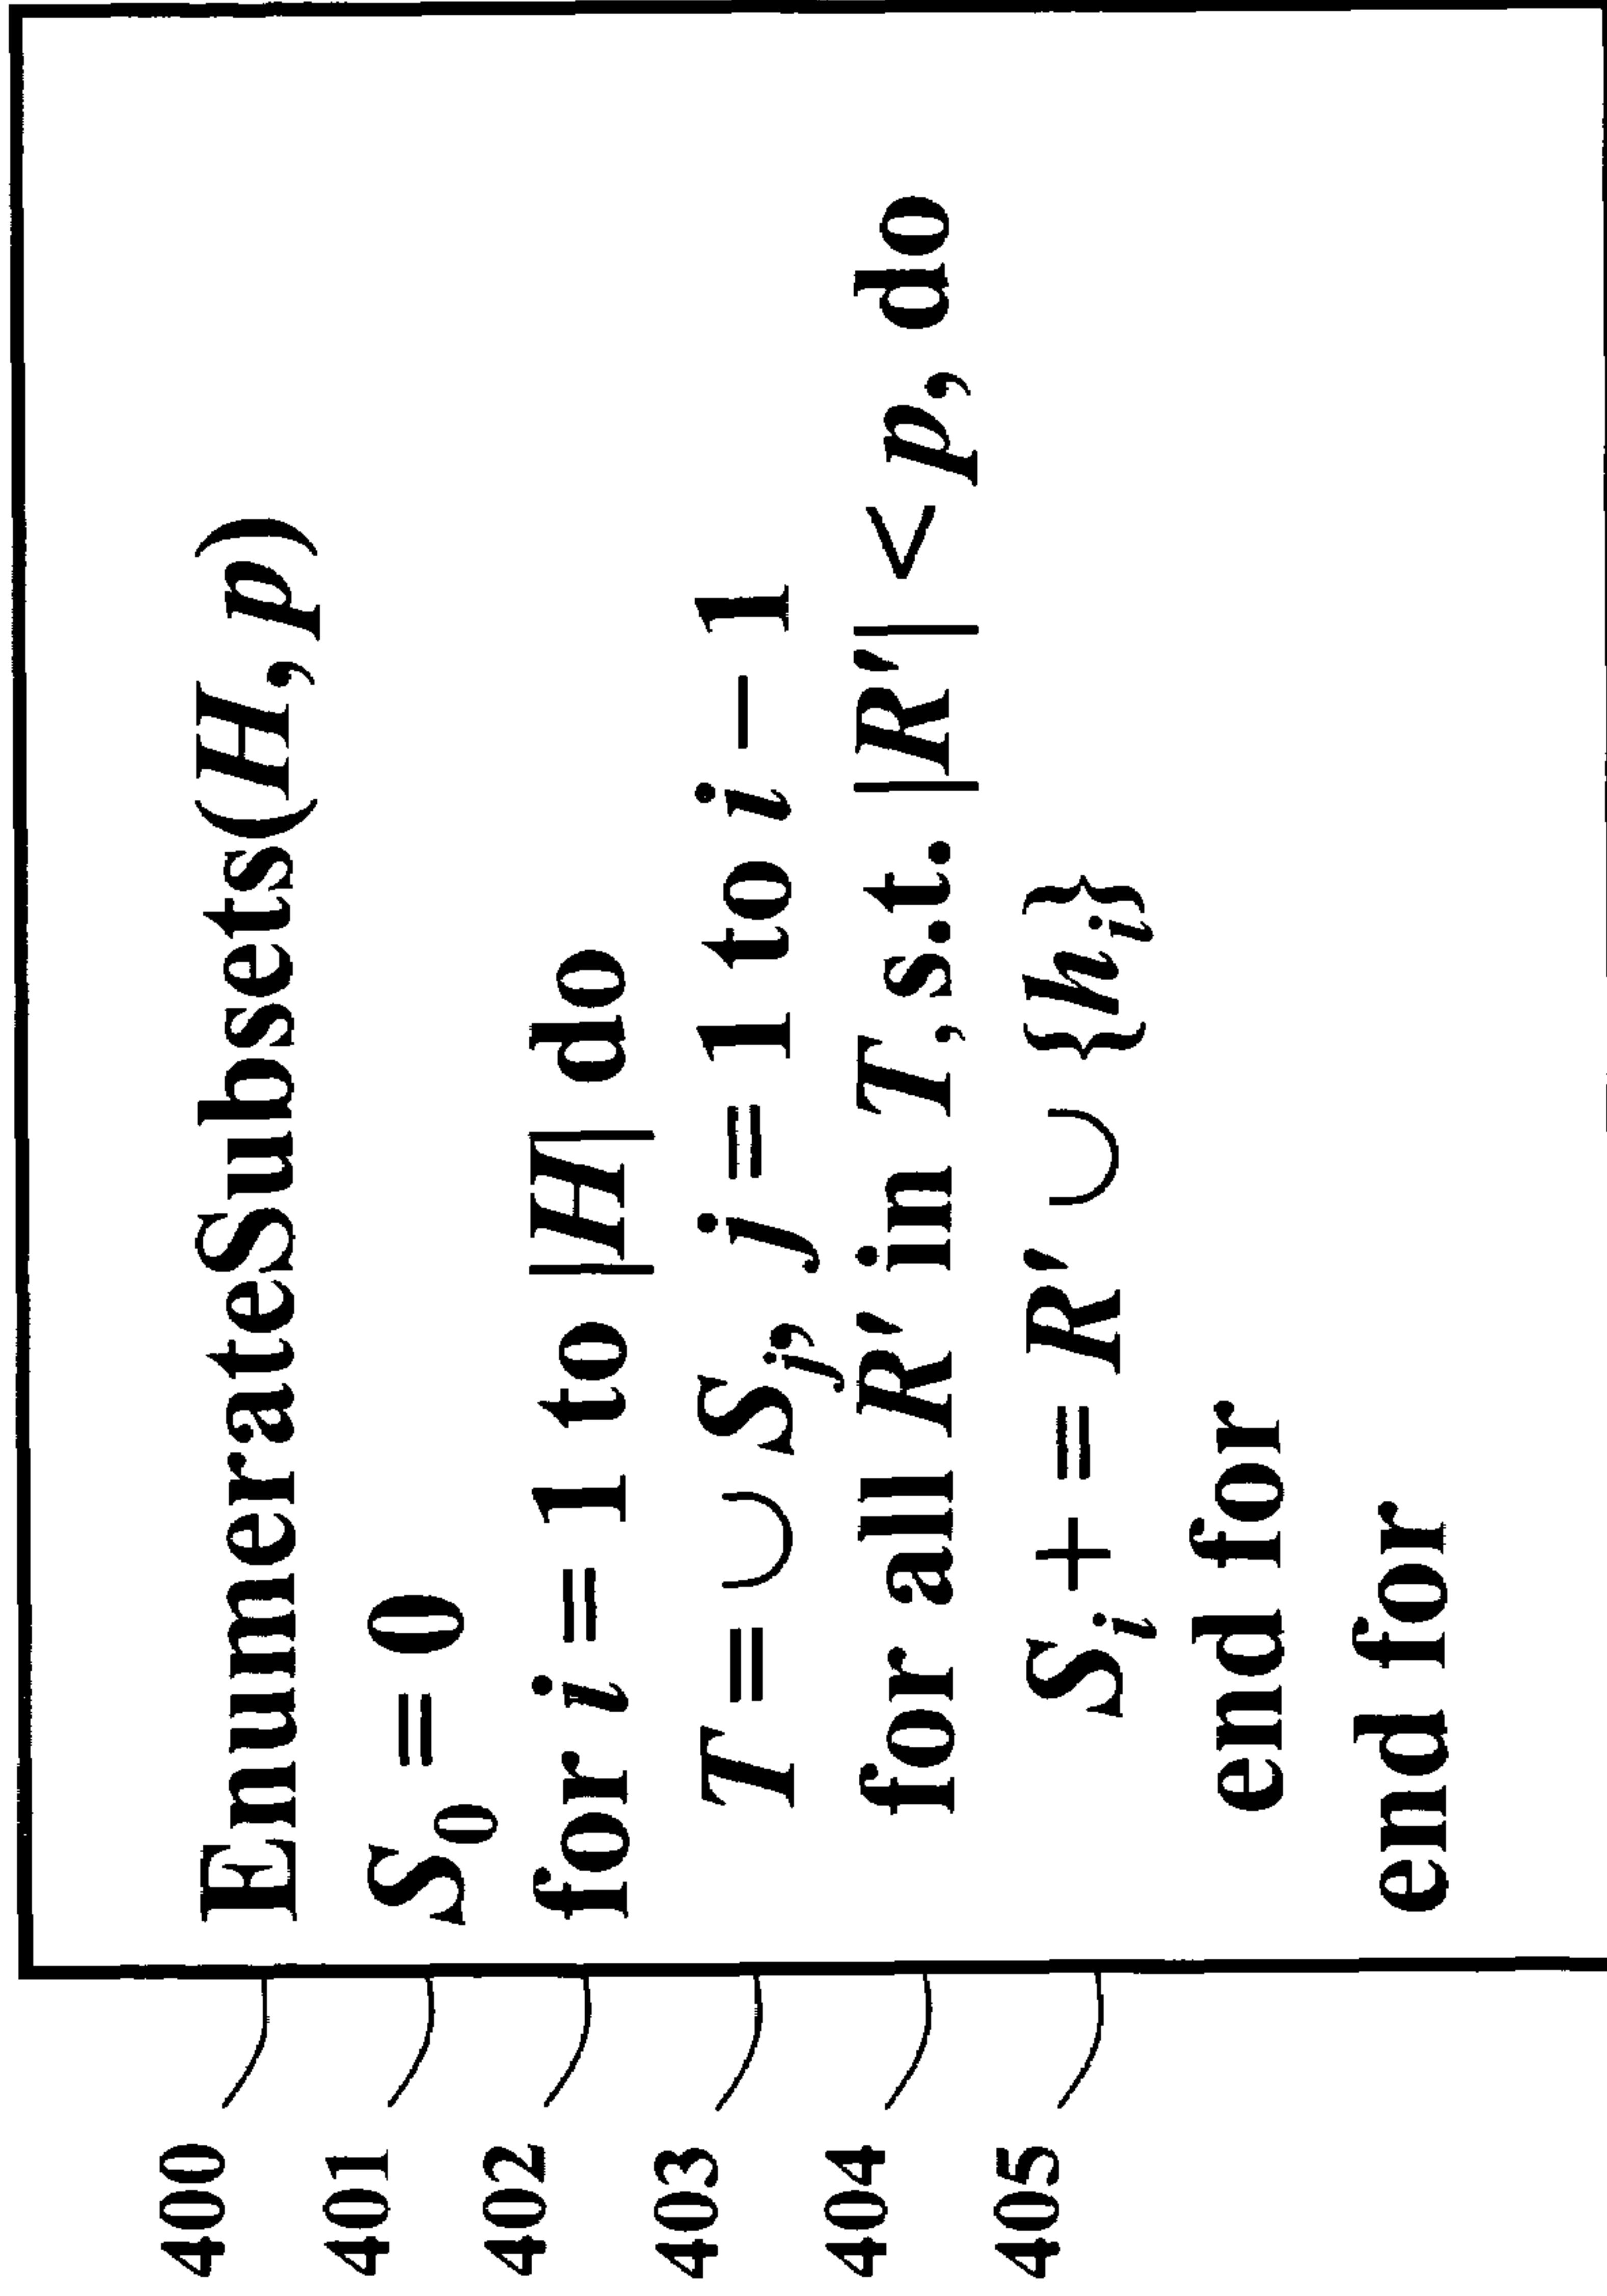 400 EnumerateSubsets(H, p)
401 S₀ = 0
402 for i = 1 to |H| do
403 T = ∪ Sⱼ, j = 1 to i − 1
404 for all R' in T, s.t. |R'| < p, do
405 Sᵢ + = R' ∪ {hᵢ}
end for
end for